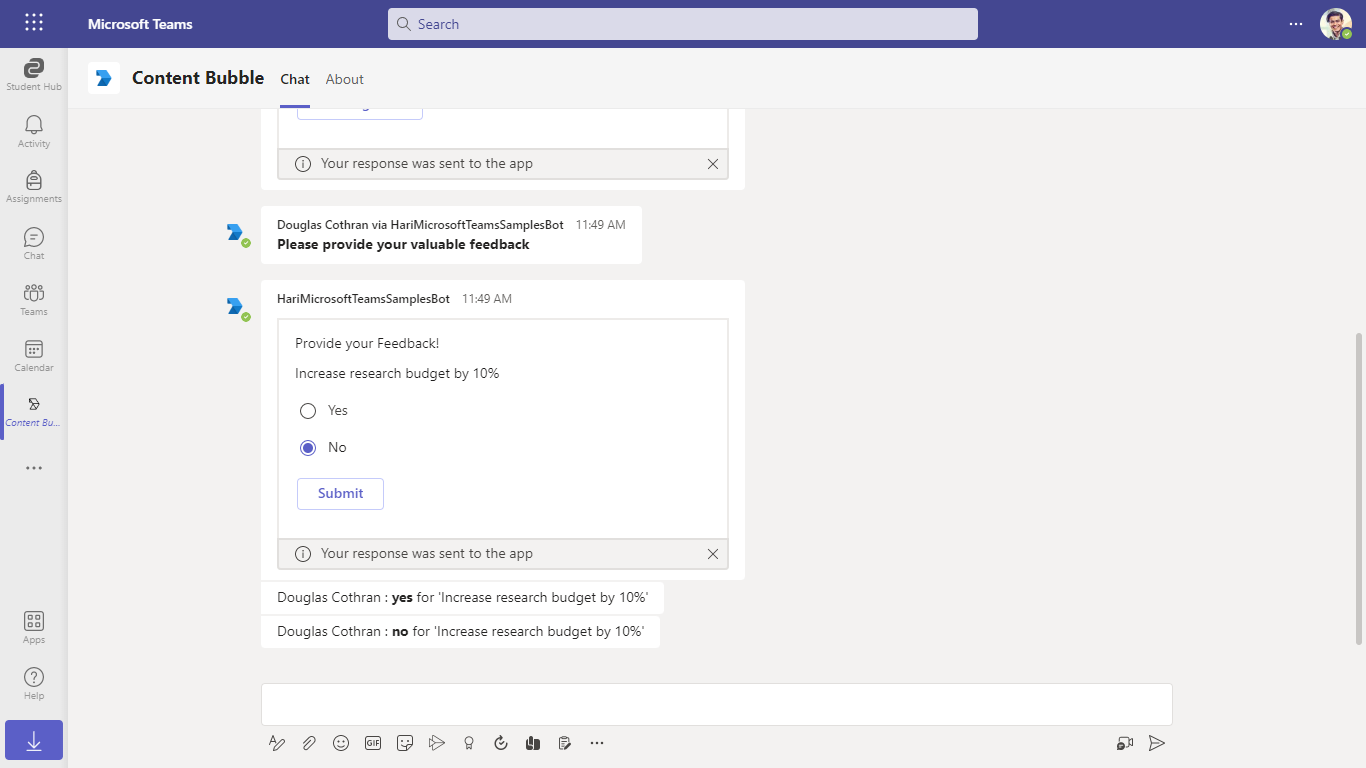 Microsoft Teams
Search
Student Hub
Activity
Assignments
Chat
Teams
Calendar
Content Bu...
Apps
Help
Content Bubble
Chat
About
Your response was sent to the app
Douglas Cothran via HariMicrosoftTeamsSamplesBot 11:49 AM
Please provide your valuable feedback
HariMicrosoftTeamsSamplesBot 11:49 AM
Provide your Feedback!
Increase research budget by 10%
Yes
No
Submit
Your response was sent to the app
Douglas Cothran : yes for 'Increase research budget by 10%'
Douglas Cothran : no for 'Increase research budget by 10%'
GIF